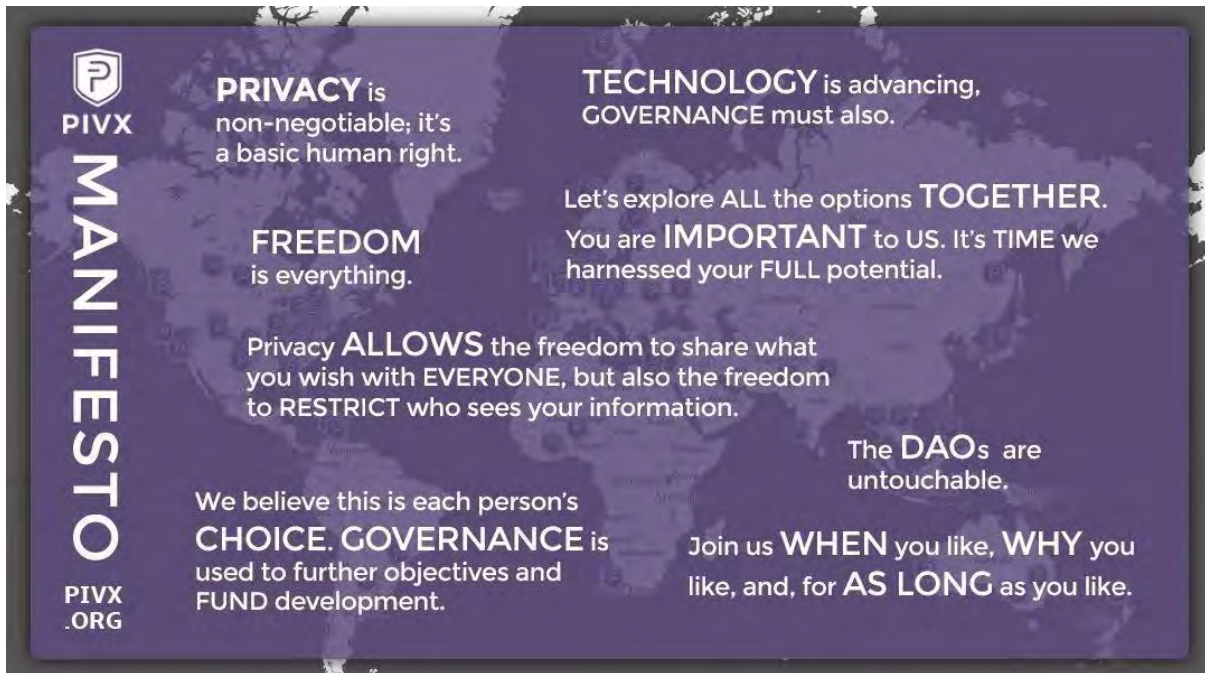 PIVX
MANIFESTO
PIVX
.ORG
PRIVACY is
non-negotiable; it's
a basic human right.
TECHNOLOGY is advancing,
GOVERNANCE must also.
FREEDOM
is everything.
Let's explore ALL the options TOGETHER.
You are IMPORTANT to US. It's TIME we
harnessed your FULL potential.
Privacy ALLOWS the freedom to share what
you wish with EVERYONE, but also the freedom
to RESTRICT who sees your information.
The DAOs are
untouchable.
We believe this is each person's
CHOICE. GOVERNANCE is
used to further objectives and
FUND development.
Join us WHEN you like, WHY you
like, and, for AS LONG as you like.